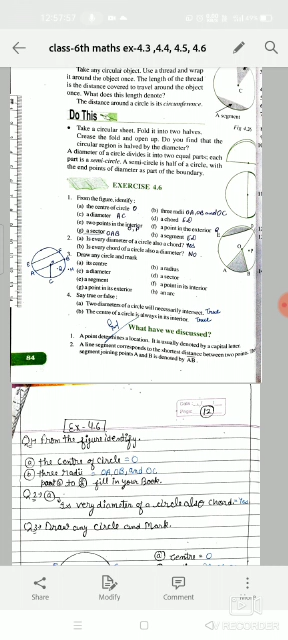 12:57:57
class-6th maths ex-4.3 ,4.4, 4.5, 4.6
Take any circular object. Use a thread and wrap
it around the object once. The length of the thread
is the distance covered to travel around the object
once. What does this length denote?
The distance around a circle is its circumference.
A segment
Do This
Fig 4.26
• Take a circular sheet. Fold it into two halves.
Crease the fold and open up. Do you find that the
circular region is halved by the diameter?
A diameter of a circle divides it into two equal parts; each
part is a semi-circle. A semi-circle is half of a circle, with
the end points of diameter as part of the boundary.
EXERCISE 4.6
1. From the figure, identify :
(a) the centre of circle O (b) three radii OA, OB and OC
(c) a diameter AC (d) a chord ED
(e) two points in the interior (f) a point in the exterior
(g) a sector OAB (h) a segment ED
2. (a) Is every diameter of a circle also a chord? Yes
(b) Is every chord of a circle also a diameter? No
3. Draw any circle and mark
(a) its centre (b) a radius
(c) a diameter (d) a sector
(e) a segment (f) a point in its interior
(g) a point in its exterior (h) an arc
4. Say true or false :
(a) Two diameters of a circle will necessarily intersect.
(b) The centre of a circle is always in its interior.
What have we discussed?
1. A point determines a location. It is usually denoted by a capital letter.
2. A line segment corresponds to the shortest distance between two points.
segment joining points A and B is denoted by AB.
84
12
Ex-4.6
Q1 From the figure identify.
(a) the Centre of Circle = O
(b) three radii = OA, OB, and OC
fill in your Book.
Is very diameter of a circle also Chord = Yes
Q3 Draw any Circle and Mark.
(a) Centre = O
Share
Modify
Comment
RECORDER